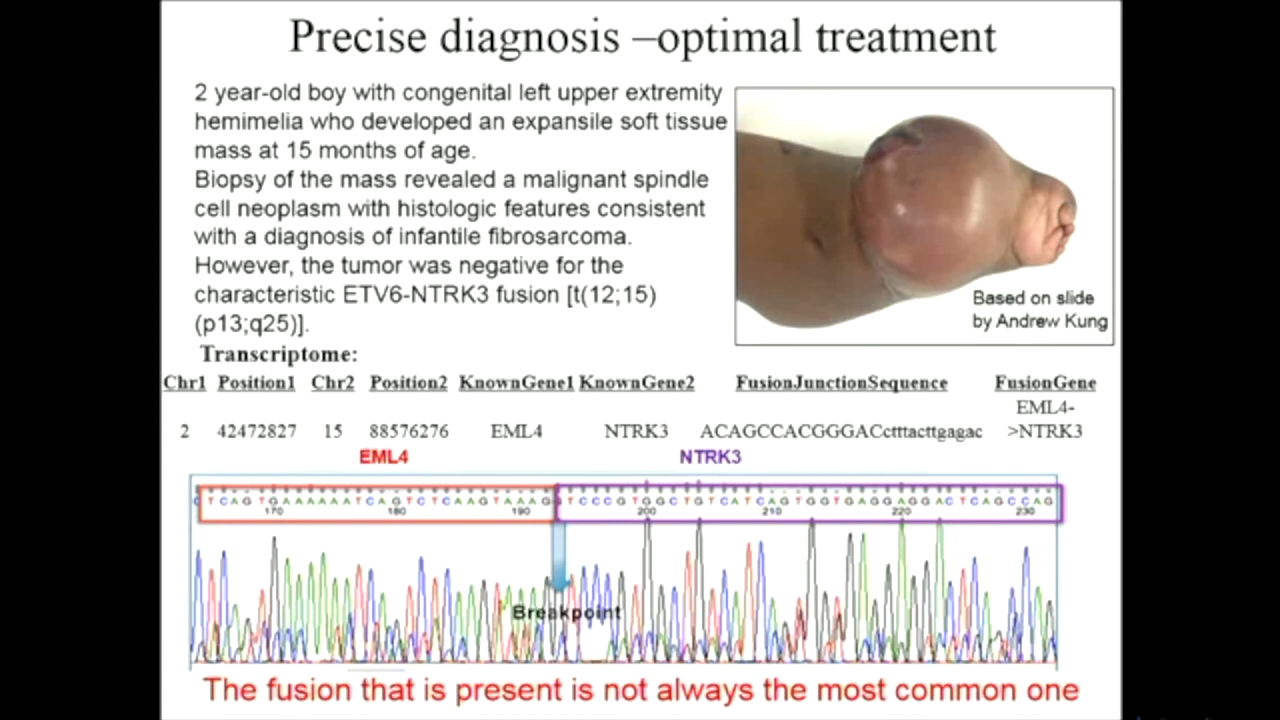 Precise diagnosis –optimal treatment
2 year-old boy with congenital left upper extremity
hemimelia who developed an expansile soft tissue
mass at 15 months of age.
Biopsy of the mass revealed a malignant spindle
cell neoplasm with histologic features consistent
with a diagnosis of infantile fibrosarcoma.
However, the tumor was negative for the
characteristic ETV6-NTRK3 fusion [t(12;15)
(p13;q25)].
Based on slide
by Andrew Kung
Transcriptome:
Chr1 Position1 Chr2 Position2 KnownGene1 KnownGene2 FusionJunctionSequence FusionGene
2 42472827 15 88576276 EML4 NTRK3 ACAGCCACGGGACctttacttgagac EML4-
>NTRK3
EML4 NTRK3
TCAGTGAAAAAATCAGTCTCAAGTAAAG TCCCGTGGCTGTCATCAGTGGTGAGGAGGACTCAGCCAG
170 180 190 200 210 220 230
Breakpoint
The fusion that is present is not always the most common one